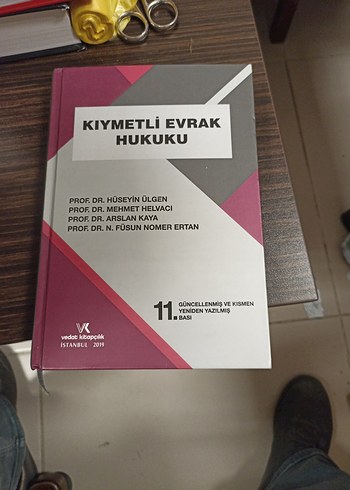 KIYMETLİ EVRAK
HUKUKU
PROF. DR. HÜSEYİN ÜLGEN
PROF. DR. MEHMET HELVACI
PROF. DR. ARSLAN KAYA
PROF. DR. N. FÜSUN NOMER ERTAN
11. GÜNCELLENMİŞ VE KISMEN
YENİDEN YAZILMIŞ
BASI
VK
vedat kitapçılık
İSTANBUL 2019